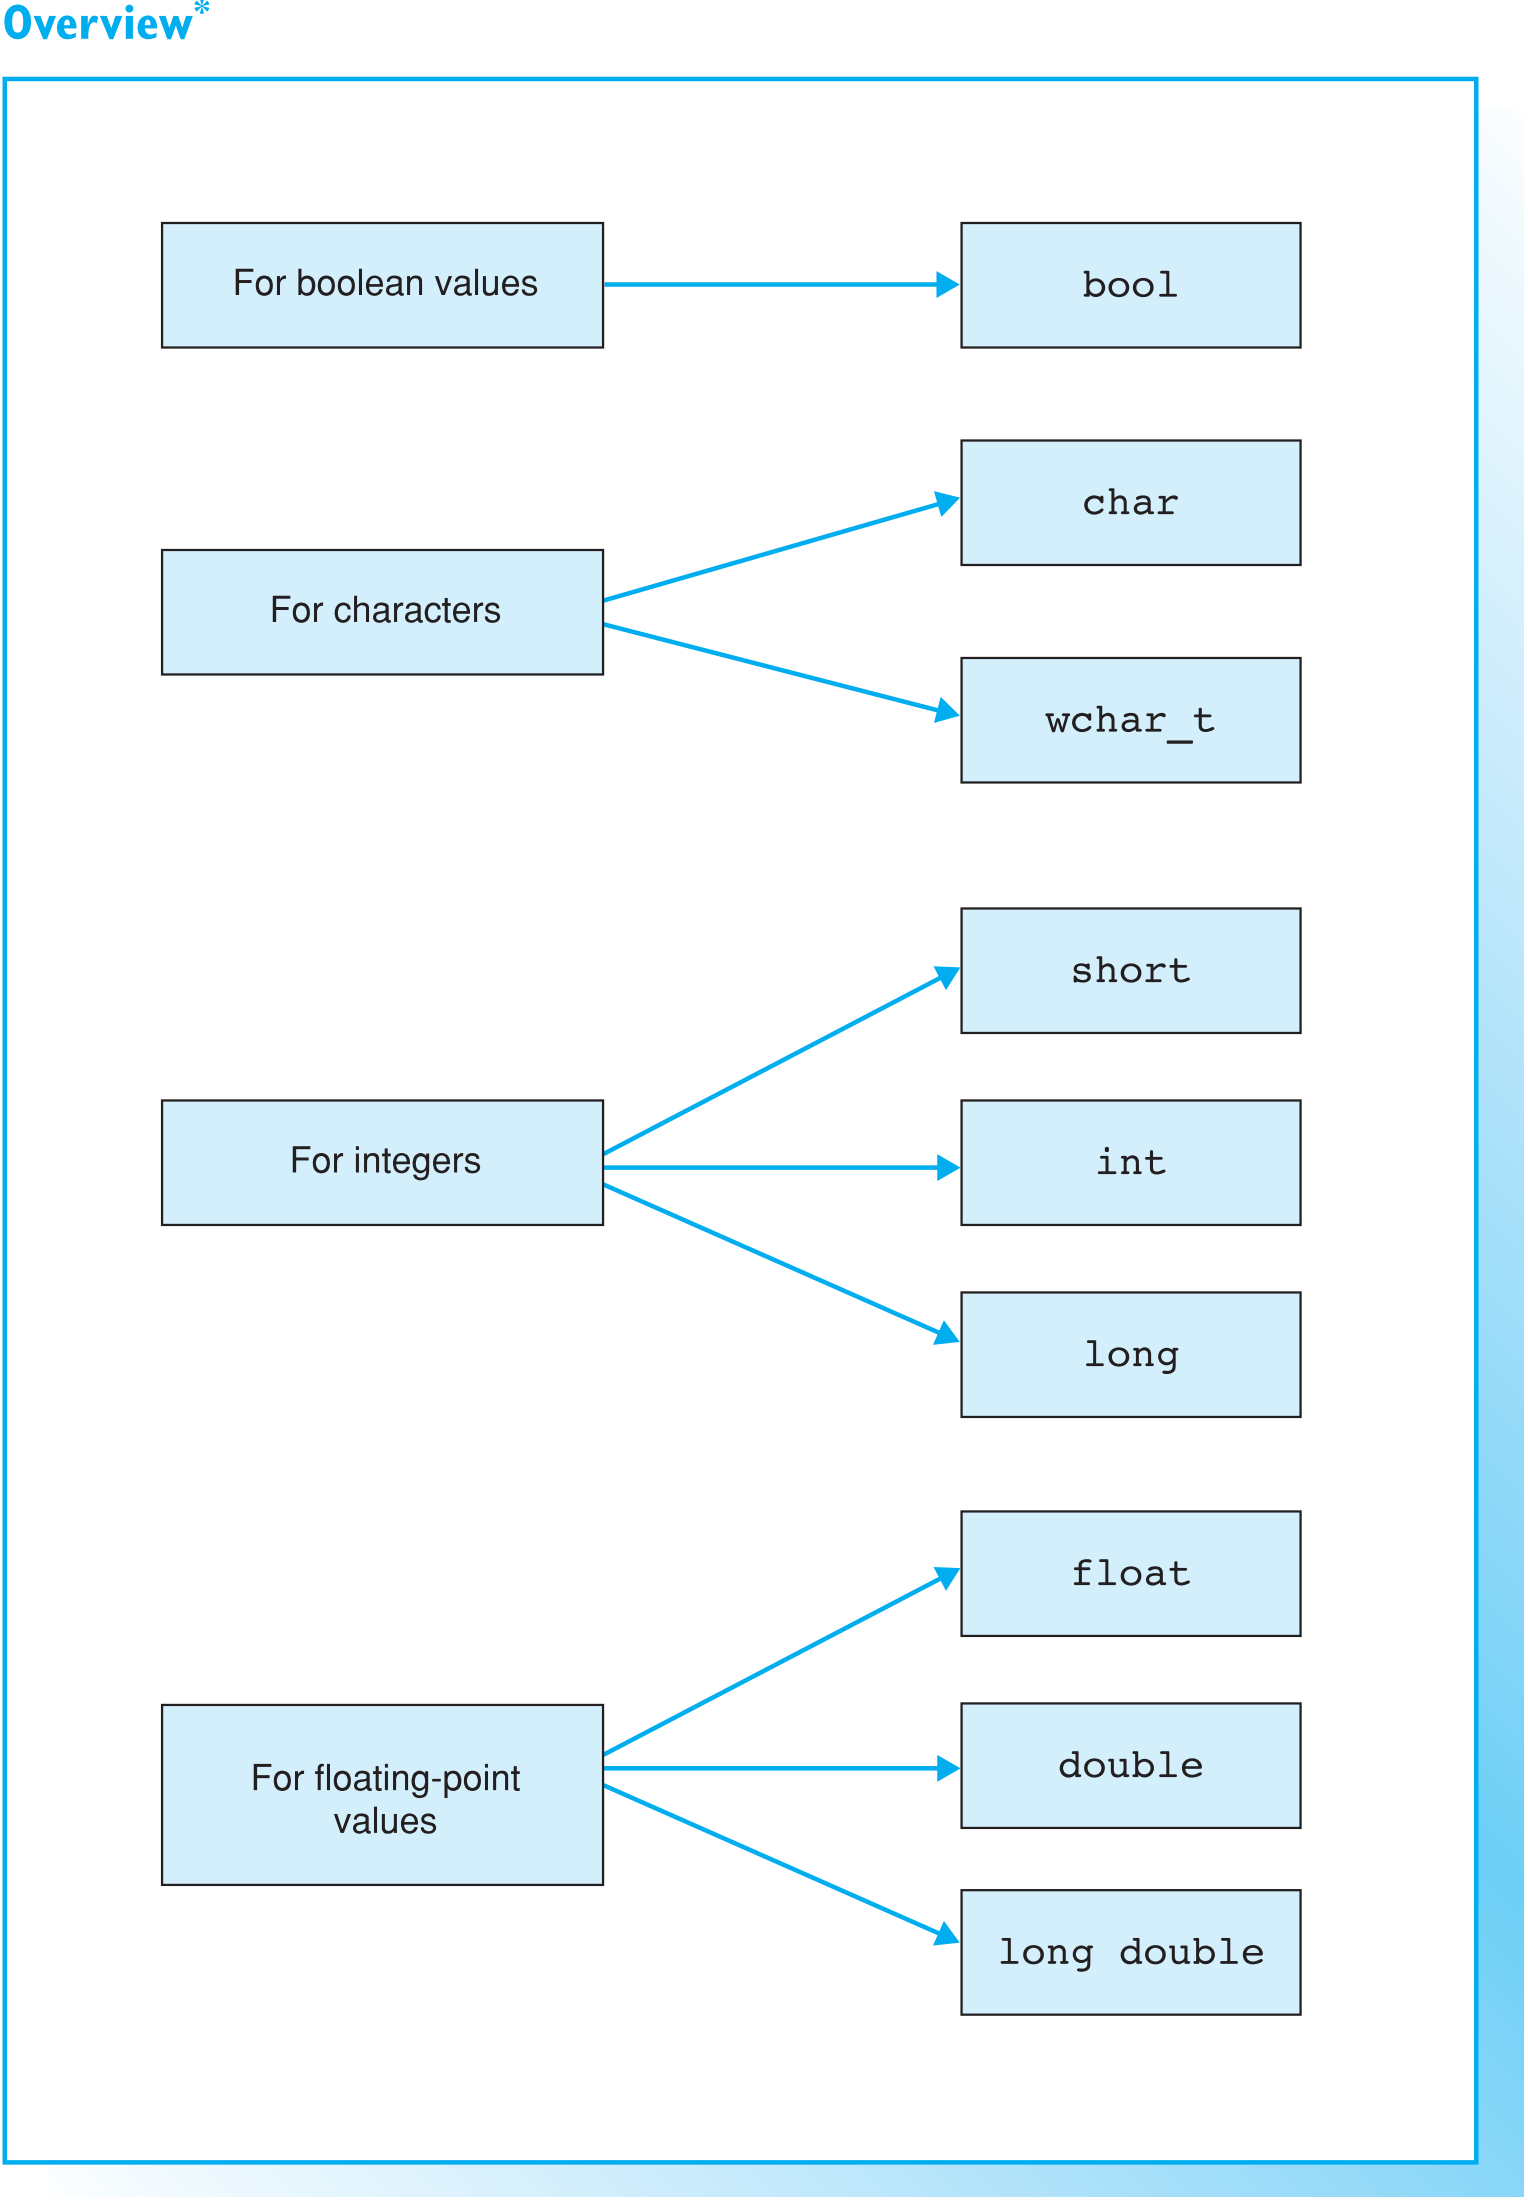 Overview*
For boolean values
bool
For characters
char
wchar_t
For integers
short
int
long
For floating-point
values
float
double
long double